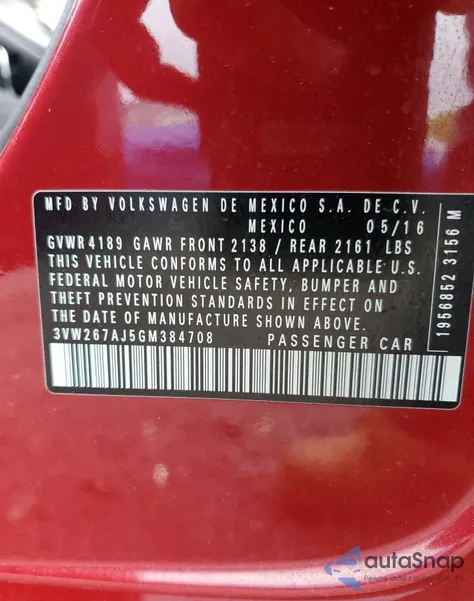 MFD BY VOLKSWAGEN DE MEXICO S.A. DE C.V.
MEXICO 05/16
GVWR 4189 GAWR FRONT 2138 / REAR 2161 LBS
THIS VEHICLE CONFORMS TO ALL APPLICABLE U.S.
FEDERAL MOTOR VEHICLE SAFETY, BUMPER AND
THEFT PREVENTION STANDARDS IN EFFECT ON
THE DATE OF MANUFACTURE SHOWN ABOVE.
3VW267AJ5GM384708 PASSENGER CAR
1956852 3156 M
autoSnap